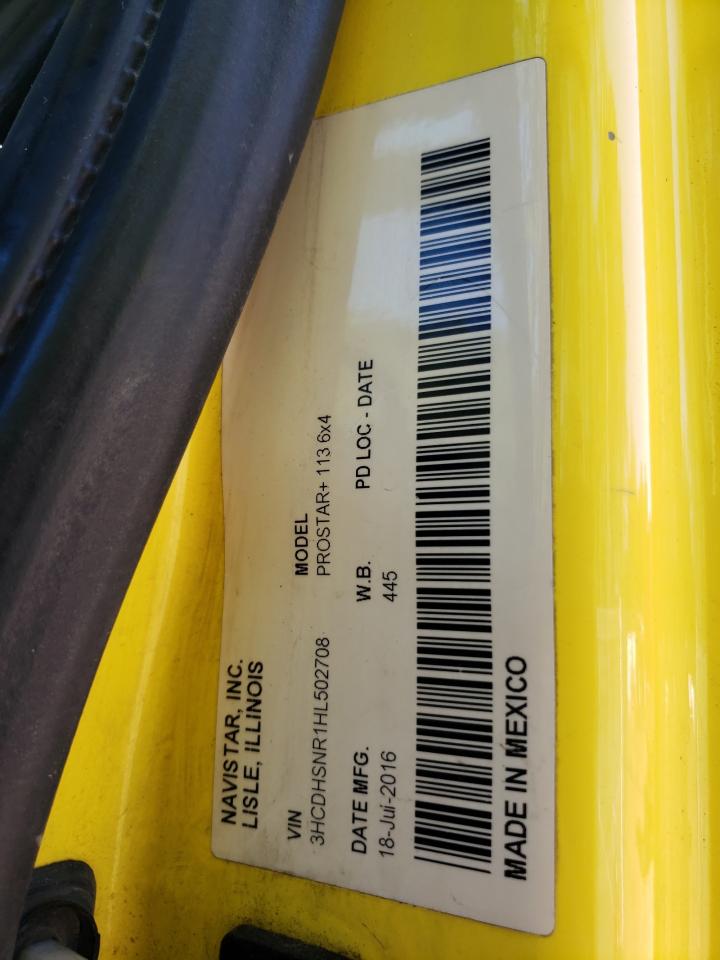 NAVISTAR, INC.
LISLE, ILLINOIS
VIN MODEL
3HCDHSNR1HL502708 PROSTAR+ 113 6x4
DATE MFG. W.B. PD LOC - DATE
18-Jul-2016 445
MADE IN MEXICO